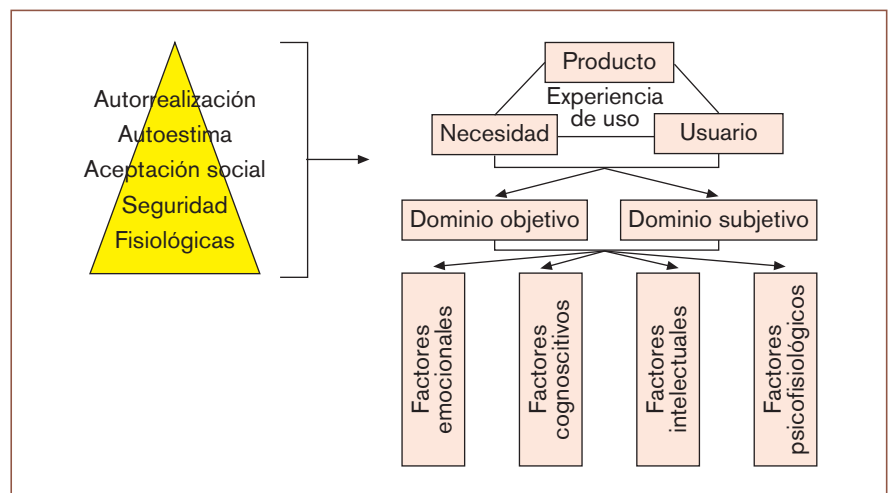 Autorrealización
Autoestima
Aceptación social
Seguridad
Fisiológicas
Producto
Experiencia
de uso
Necesidad
Usuario
Dominio objetivo
Dominio subjetivo
Factores
emocionales
Factores
cognoscitivos
Factores
intelectuales
Factores
psicofisiológicos